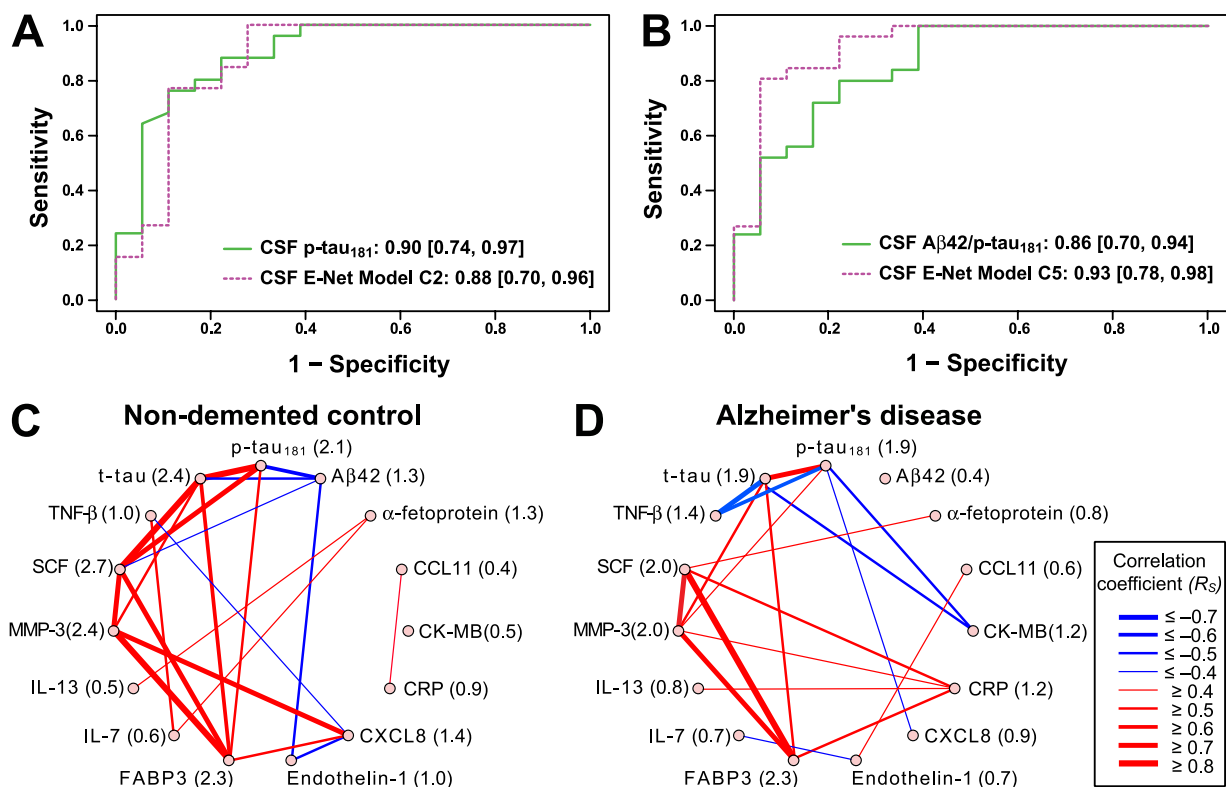 A
B
1.0
0.8
0.6
0.4
0.2
0.0
Sensitivity
0.0 0.2 0.4 0.6 0.8 1.0
1 – Specificity
CSF p-tau₁₈₁: 0.90 [0.74, 0.97]
CSF E-Net Model C2: 0.88 [0.70, 0.96]
1.0
0.8
0.6
0.4
0.2
0.0
Sensitivity
0.0 0.2 0.4 0.6 0.8 1.0
1 – Specificity
CSF Aβ42/p-tau₁₈₁: 0.86 [0.70, 0.94]
CSF E-Net Model C5: 0.93 [0.78, 0.98]
C
Non-demented control
p-tau₁₈₁ (2.1)
t-tau (2.4)
Aβ42 (1.3)
TNF-β (1.0)
α-fetoprotein (1.3)
SCF (2.7)
CCL11 (0.4)
MMP-3(2.4)
CK-MB(0.5)
IL-13 (0.5)
CRP (0.9)
IL-7 (0.6)
CXCL8 (1.4)
FABP3 (2.3)
Endothelin-1 (1.0)
D
Alzheimer's disease
p-tau₁₈₁ (1.9)
t-tau (1.9)
Aβ42 (0.4)
TNF-β (1.4)
α-fetoprotein (0.8)
SCF (2.0)
CCL11 (0.6)
MMP-3(2.0)
CK-MB(1.2)
IL-13 (0.8)
CRP (1.2)
IL-7 (0.7)
CXCL8 (0.9)
FABP3 (2.3)
Endothelin-1 (0.7)
Correlation
coefficient (Rₛ)
≤ –0.7
≤ –0.6
≤ –0.5
≤ –0.4
≥ 0.4
≥ 0.5
≥ 0.6
≥ 0.7
≥ 0.8